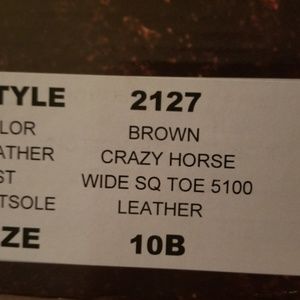 TYLE 2127
LOR BROWN
ATHER CRAZY HORSE
ST WIDE SQ TOE 5100
TSOLE LEATHER
ZE 10B